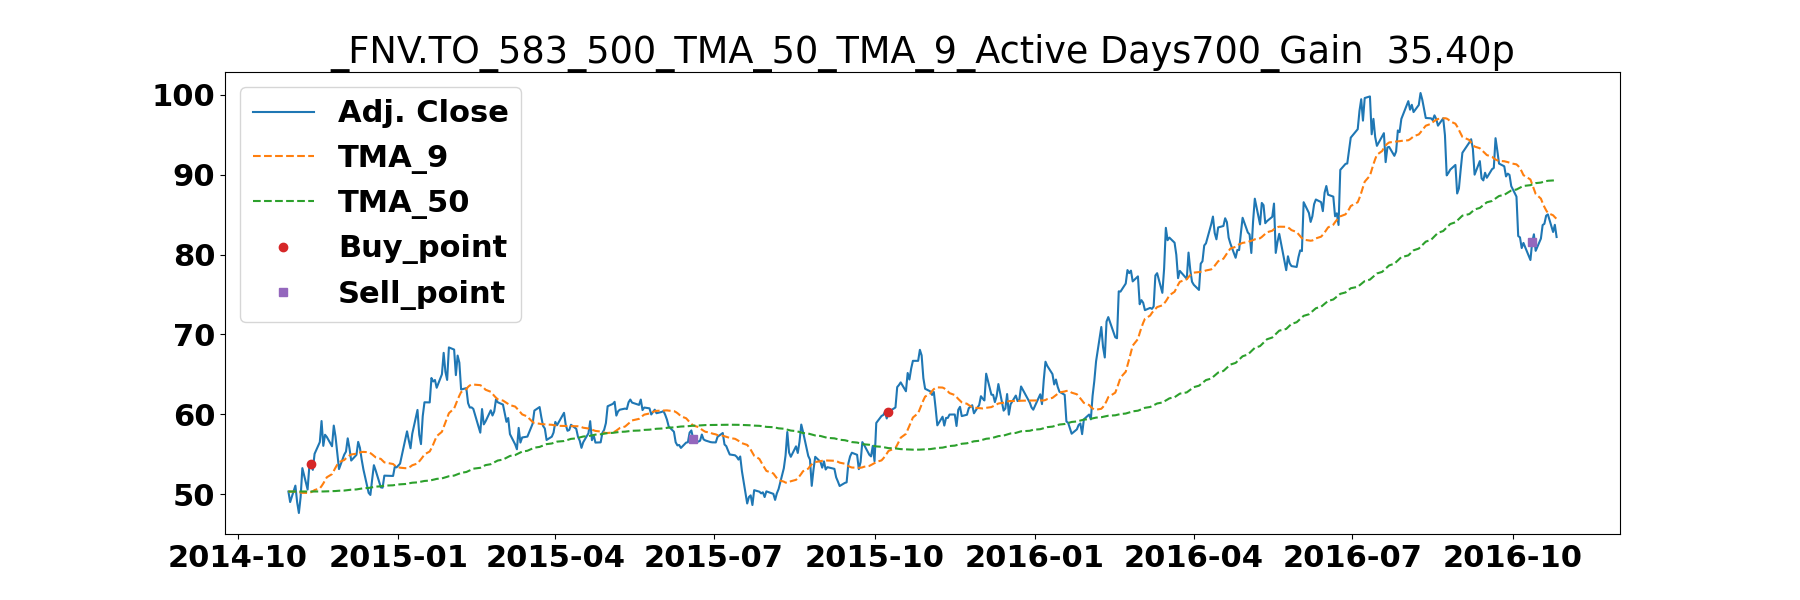 _FNV.TO_583_500_TMA_50_TMA_9_Active Days700_Gain  35.40p
Adj. Close
TMA_9
TMA_50
Buy_point
Sell_point
100
90
80
70
60
50
2014-10 2015-01 2015-04 2015-07 2015-10 2016-01 2016-04 2016-07 2016-10